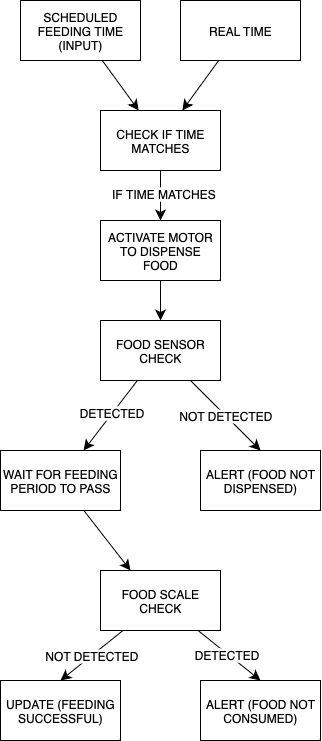 SCHEDULED
FEEDING TIME
(INPUT)
REAL TIME
CHECK IF TIME
MATCHES
IF TIME MATCHES
ACTIVATE MOTOR
TO DISPENSE
FOOD
FOOD SENSOR
CHECK
DETECTED
NOT DETECTED
WAIT FOR FEEDING
PERIOD TO PASS
ALERT (FOOD NOT
DISPENSED)
FOOD SCALE
CHECK
NOT DETECTED
DETECTED
UPDATE (FEEDING
SUCCESSFUL)
ALERT (FOOD NOT
CONSUMED)